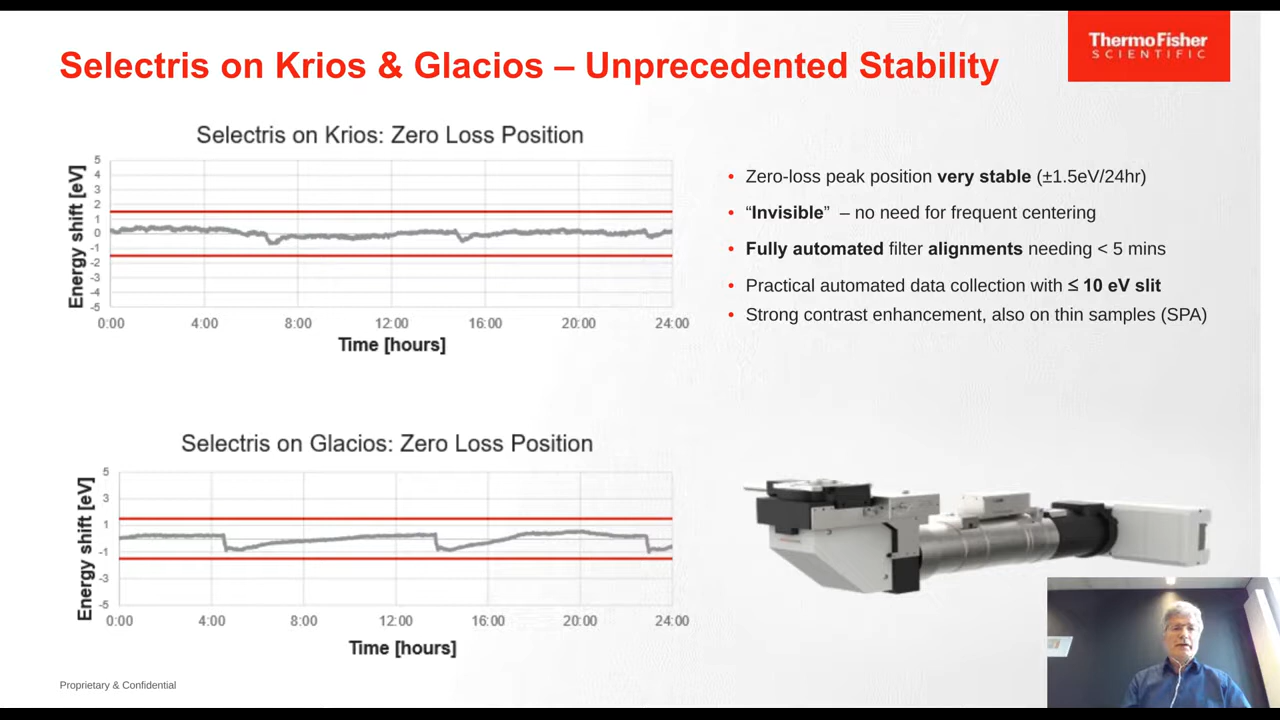 Selectris on Krios & Glacios – Unprecedented Stability
ThermoFisher
SCIENTIFIC
Selectris on Krios: Zero Loss Position
Energy shift [eV]
5
4
3
2
1
0
-1
-2
-3
-4
-5
0:00 4:00 8:00 12:00 16:00 20:00 24:00
Time [hours]
• Zero-loss peak position very stable (±1.5eV/24hr)
• “Invisible” – no need for frequent centering
• Fully automated filter alignments needing < 5 mins
• Practical automated data collection with ≤ 10 eV slit
• Strong contrast enhancement, also on thin samples (SPA)
Selectris on Glacios: Zero Loss Position
Energy shift [eV]
5
3
1
-1
-3
-5
0:00 4:00 8:00 12:00 16:00 20:00 24:00
Time [hours]
Proprietary & Confidential